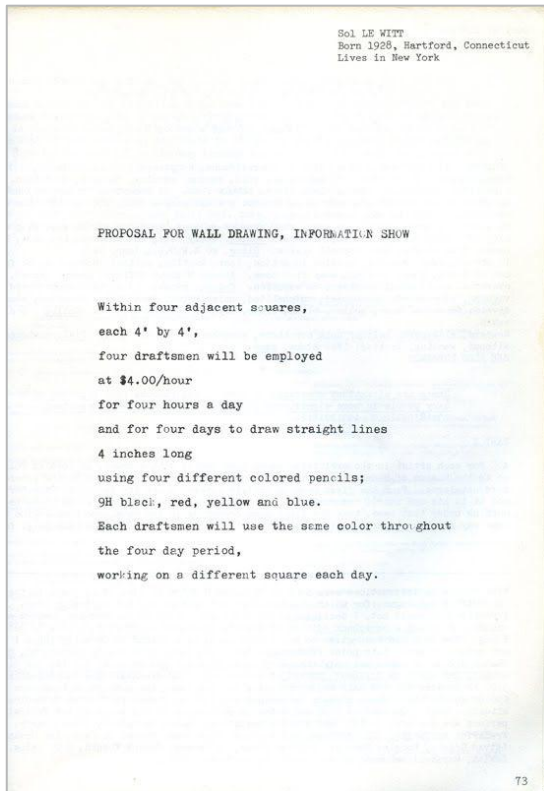 Sol LE WITT
Born 1928, Hartford, Connecticut
Lives in New York
PROPOSAL FOR WALL DRAWING, INFORMATION SHOW
Within four adjacent squares,
each 4' by 4',
four draftsmen will be employed
at $4.00/hour
for four hours a day
and for four days to draw straight lines
4 inches long
using four different colored pencils;
9H black, red, yellow and blue.
Each draftsmen will use the same color throughout
the four day period,
working on a different square each day.
73